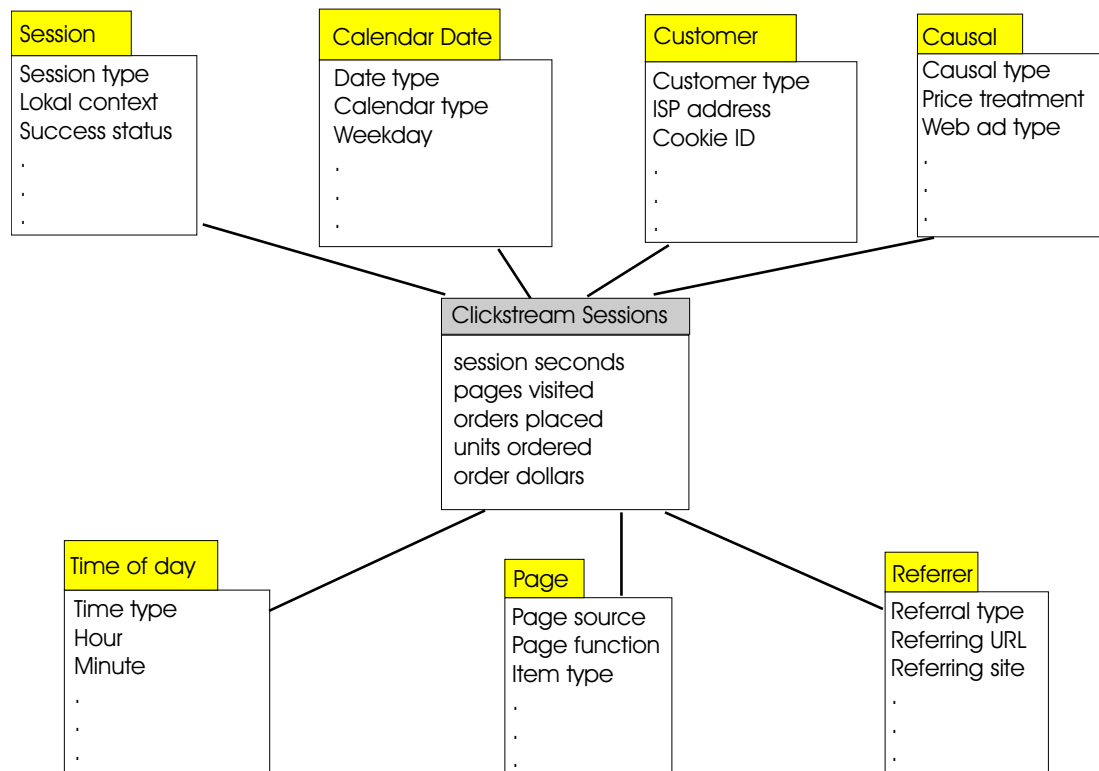 Session
Session type
Lokal context
Success status
.
.
.
Calendar Date
Date type
Calendar type
Weekday
.
.
.
Customer
Customer type
ISP address
Cookie ID
.
.
.
Causal
Causal type
Price treatment
Web ad type
.
.
.
Clickstream Sessions
session seconds
pages visited
orders placed
units ordered
order dollars
Time of day
Time type
Hour
Minute
.
.
.
Page
Page source
Page function
Item type
.
.
.
Referrer
Referral type
Referring URL
Referring site
.
.
.